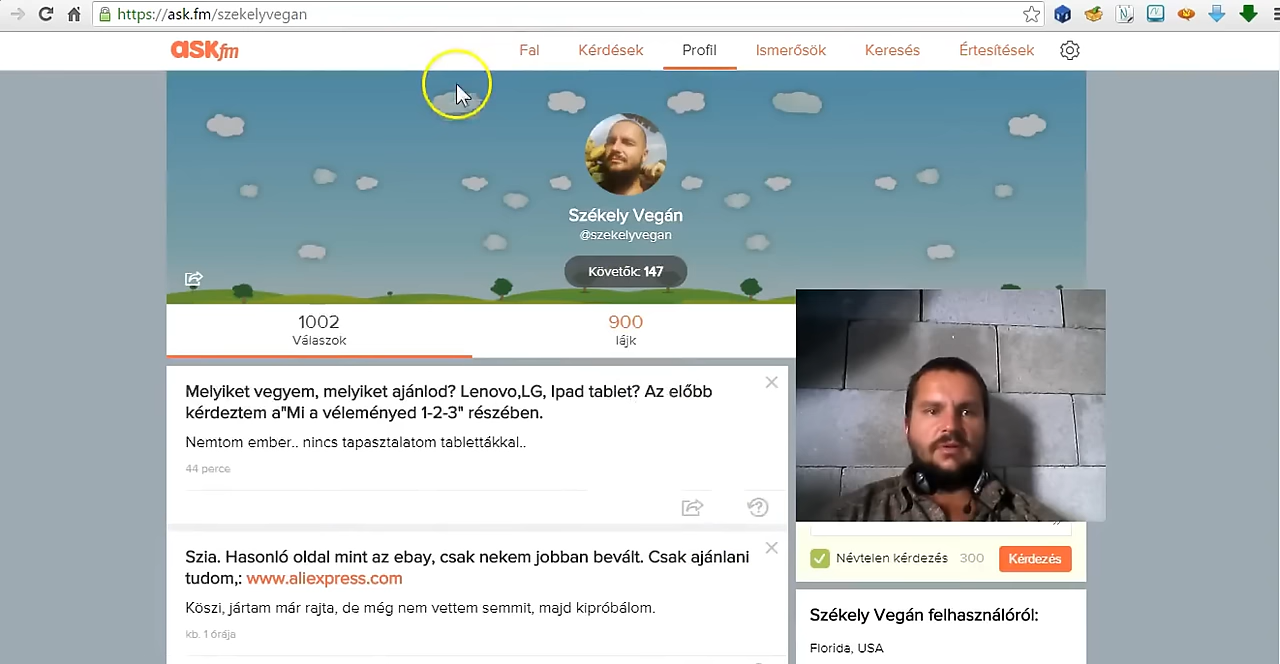 https://ask.fm/szekelyvegan
ASKfm
Fal Kérdések Profil Ismerősök Keresés Értesítések
Székely Vegán
@szekelyvegan
Követők: 147
1002
Válaszok
900
lájk
Melyiket vegyem, melyiket ajánlod? Lenovo,LG, Ipad tablet? Az előbb
kérdeztem a"Mi a véleményed 1-2-3" részében.
Nemtom ember.. nincs tapasztalatom tablettákkal..
44 perce
Szia. Hasonló oldal mint az ebay, csak nekem jobban bevált. Csak ajánlani
tudom,: www.aliexpress.com
Köszi, jártam már rajta, de még nem vettem semmit, majd kipróbálom.
kb. 1 órája
Névtelen kérdezés 300 Kérdezés
Székely Vegán felhasználóról:
Florida, USA